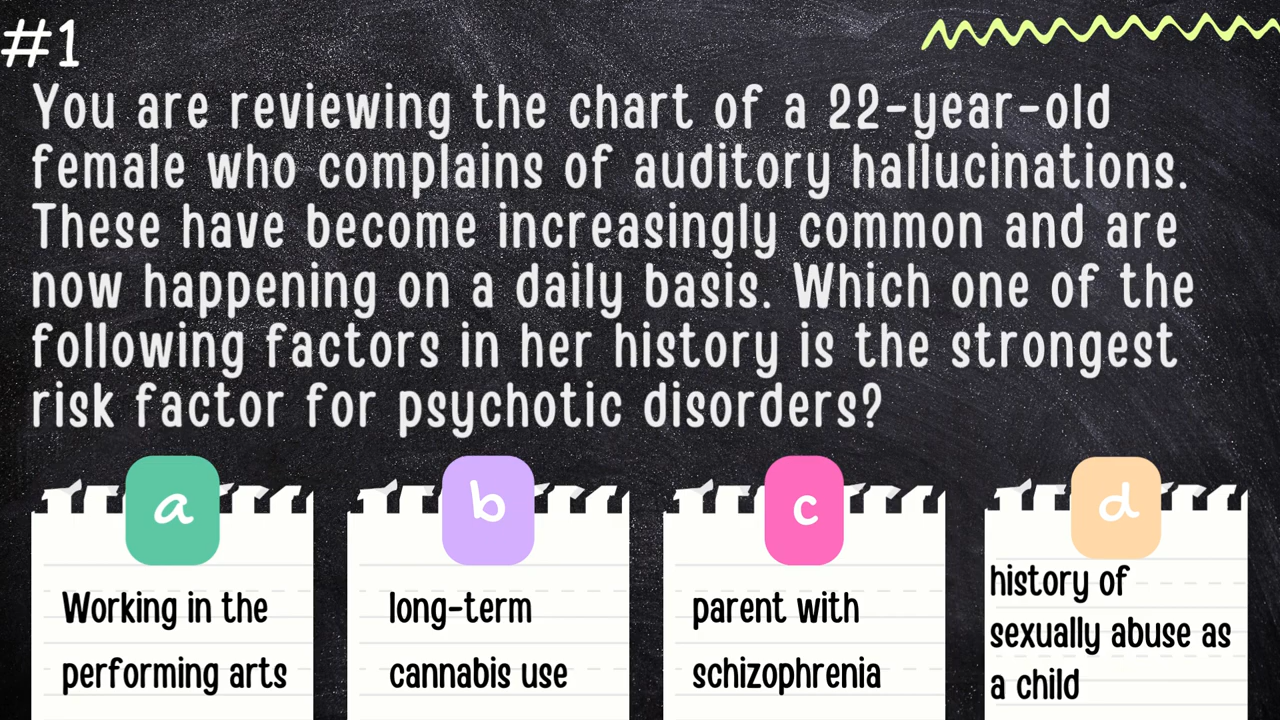 #1
You are reviewing the chart of a 22-year-old
female who complains of auditory hallucinations.
These have become increasingly common and are
now happening on a daily basis. Which one of the
following factors in her history is the strongest
risk factor for psychotic disorders?
a
Working in the
performing arts
b
long-term
cannabis use
c
parent with
schizophrenia
d
history of
sexually abuse as
a child